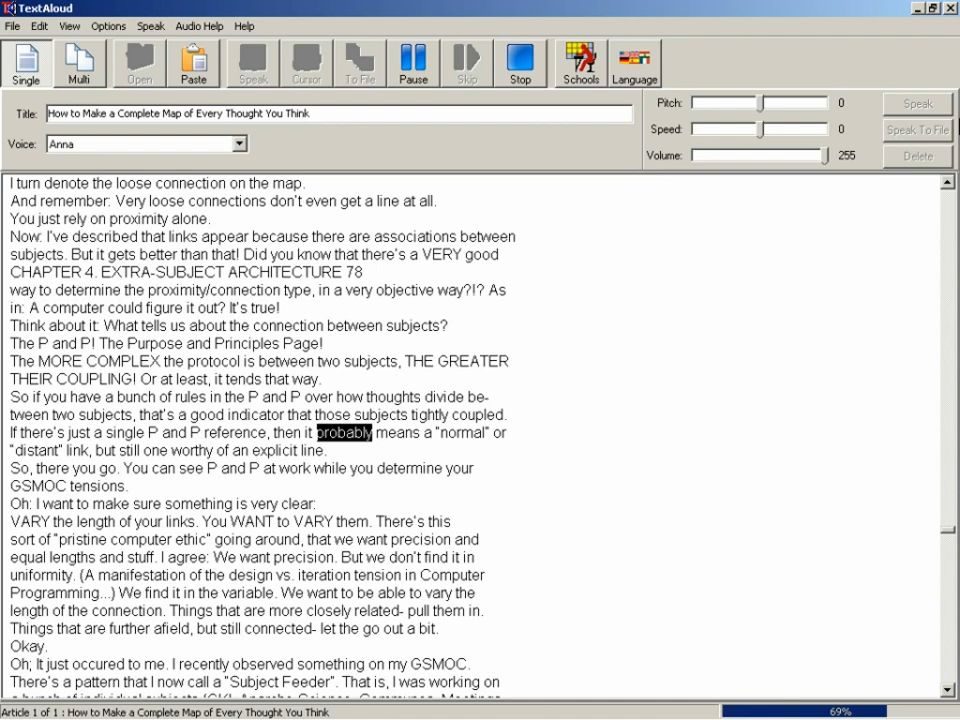 TextAloud
File Edit View Options Speak Audio Help Help
Single Multi Open Paste Speak Cursor To File Pause Skip Stop Schools Language
Title: How to Make a Complete Map of Every Thought You Think
Voice: Anna
Pitch: 0 Speak
Speed: 0 Speak To File
Volume: 255 Delete
I turn denote the loose connection on the map.
And remember: Very loose connections don't even get a line at all.
You just rely on proximity alone.
Now: I've described that links appear because there are associations between
subjects. But it gets better than that! Did you know that there's a VERY good
CHAPTER 4. EXTRA-SUBJECT ARCHITECTURE 78
way to determine the proximity/connection type, in a very objective way?!? As
in: A computer could figure it out? It's true!
Think about it: What tells us about the connection between subjects?
The P and P! The Purpose and Principles Page!
The MORE COMPLEX the protocol is between two subjects, THE GREATER
THEIR COUPLING! Or at least, it tends that way.
So if you have a bunch of rules in the P and P over how thoughts divide be-
tween two subjects, that's a good indicator that those subjects tightly coupled.
If there's just a single P and P reference, then it probably means a "normal" or
"distant" link, but still one worthy of an explicit line.
So, there you go. You can see P and P at work while you determine your
GSMOC tensions.
Oh: I want to make sure something is very clear:
VARY the length of your links. You WANT to VARY them. There's this
sort of "pristine computer ethic" going around, that we want precision and
equal lengths and stuff. I agree: We want precision. But we don't find it in
uniformity. (A manifestation of the design vs. iteration tension in Computer
Programming...) We find it in the variable. We want to be able to vary the
length of the connection. Things that are more closely related- pull them in.
Things that are further afield, but still connected- let the go out a bit.
Okay.
Oh; It just occured to me. I recently observed something on my GSMOC.
There's a pattern that I now call a "Subject Feeder". That is, I was working on
Article 1 of 1 : How to Make a Complete Map of Every Thought You Think 69%